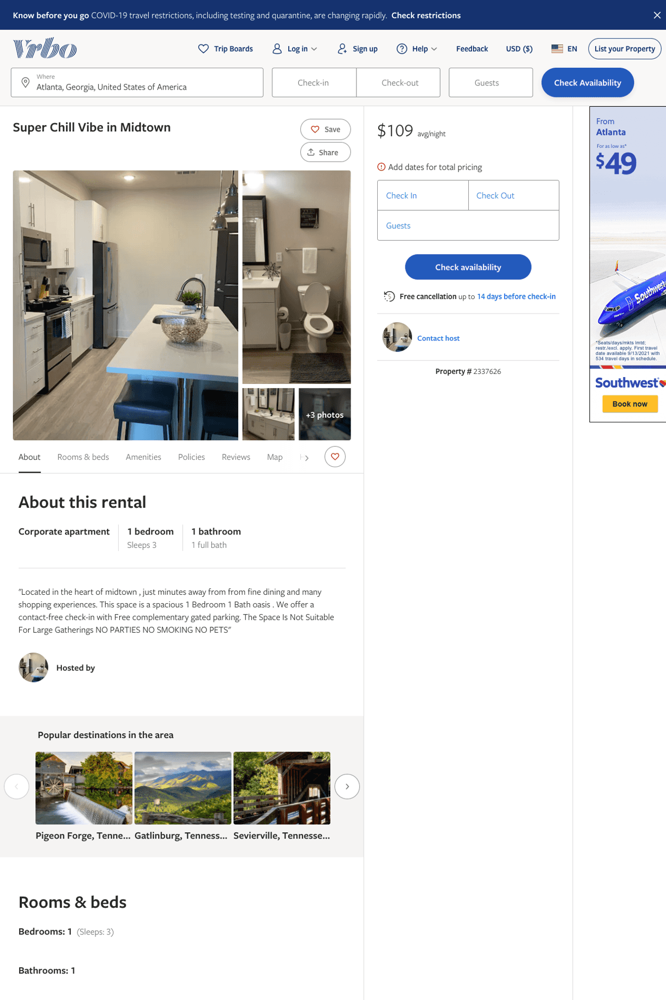 Know before you go COVID-19 travel restrictions, including testing and quarantine, are changing rapidly. Check restrictions
Vrbo
Trip Boards
Log in
Sign up
Help
Feedback
USD ($)
EN
List your Property
Where
Atlanta, Georgia, United States of America
Check-in
Check-out
Guests
Check Availability
Super Chill Vibe in Midtown
Save
Share
PARIS
+3 photos
$109 avg/night
Add dates for total pricing
Check In
Check Out
Guests
Check availability
Free cancellation up to 14 days before check-in
Contact host
Property # 2337626
From
Atlanta
For as low as*
$49
Southwest
*Seats/days/mkts lmtd;
restr./excl. apply. First travel
date available 9/13/2021 with
534 travel days in schedule.
Southwest
Book now
About
Rooms & beds
Amenities
Policies
Reviews
Map
About this rental
Corporate apartment
1 bedroom
Sleeps 3
1 bathroom
1 full bath
"Located in the heart of midtown , just minutes away from from fine dining and many
shopping experiences. This space is a spacious 1 Bedroom 1 Bath oasis . We offer a
contact-free check-in with Free complementary gated parking. The Space Is Not Suitable
For Large Gatherings NO PARTIES NO SMOKING NO PETS"
Hosted by
Popular destinations in the area
Pigeon Forge, Tenne...
Gatlinburg, Tenness...
Sevierville, Tennesse...
Rooms & beds
Bedrooms: 1 (Sleeps: 3)
Bathrooms: 1